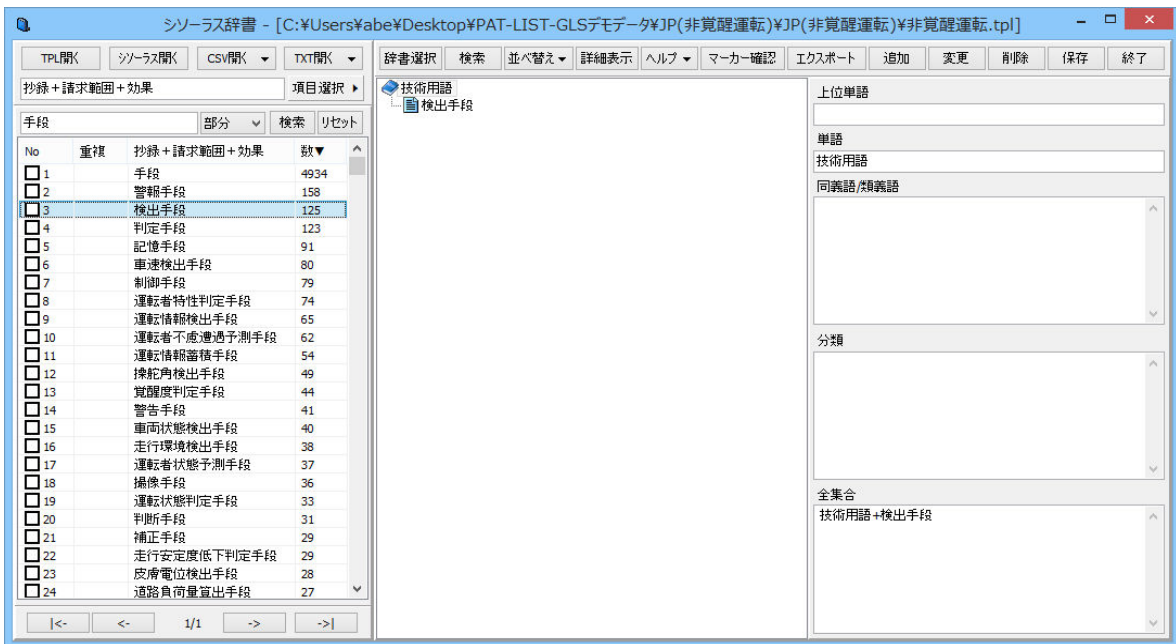 シソーラス辞書 - [C:¥Users¥abe¥Desktop¥PAT-LIST-GLSデモデータ¥JP(非覚醒運転)¥JP(非覚醒運転)¥非覚醒運転.tpl]
TPL開く シソーラス開く CSV開く ▼ TXT開く ▼ 辞書選択 検索 並べ替え▼ 詳細表示 ヘルプ ▼ マーカー確認 エクスポート 追加 変更 削除 保存 終了
抄録+請求範囲+効果 項目選択 ▶
手段 部分 検索 リセット
No 重複 抄録+請求範囲+効果 数▼
1 手段 4934
2 警報手段 158
3 検出手段 125
4 判定手段 123
5 記憶手段 91
6 車速検出手段 80
7 制御手段 79
8 運転者特性判定手段 74
9 運転情報検出手段 65
10 運転者不慮遭遇予測手段 62
11 運転情報蓄積手段 54
12 操舵角検出手段 49
13 覚醒度判定手段 44
14 警告手段 41
15 車両状態検出手段 40
16 走行環境検出手段 38
17 運転者状態予測手段 37
18 撮像手段 36
19 運転状態判定手段 33
20 判断手段 31
21 補正手段 29
22 走行安定度低下判定手段 29
23 皮膚電位検出手段 28
24 道路負荷量算出手段 27
|<- <- 1/1 -> ->|
技術用語
検出手段
上位単語
単語
技術用語
同義語/類義語
分類
全集合
技術用語+検出手段